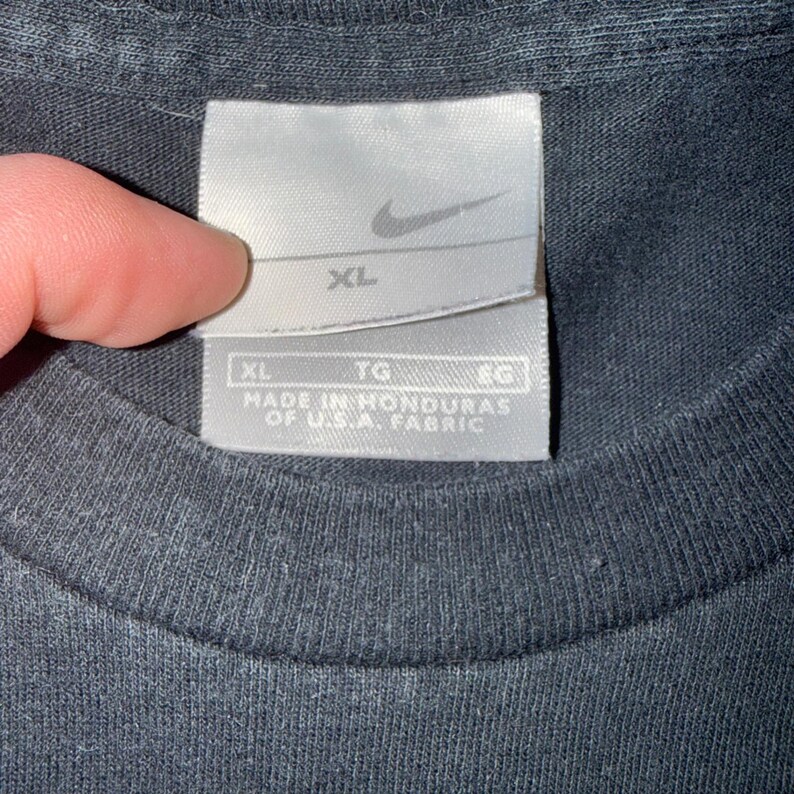 XL
XL TG EG
MADE IN HONDURAS
OF U.S.A. FABRIC